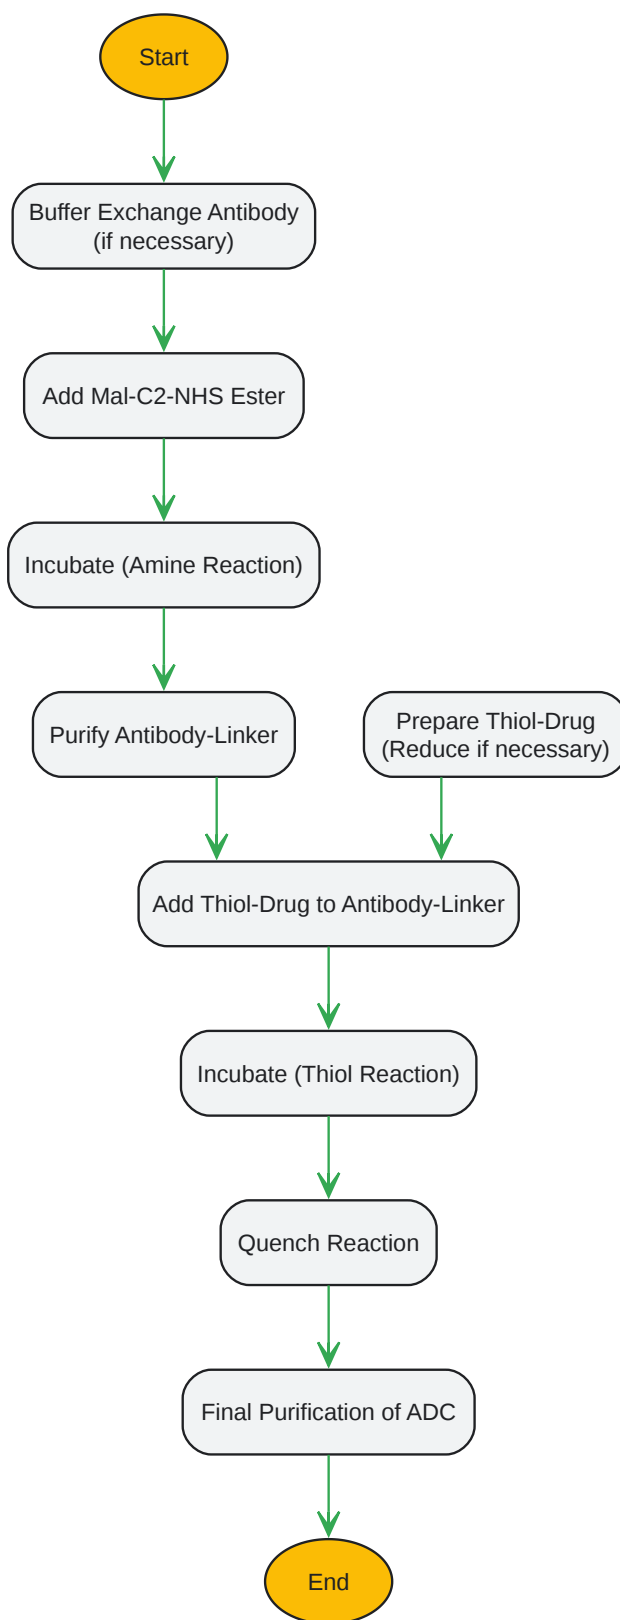 Start
Buffer Exchange Antibody
(if necessary)
Add Mal-C2-NHS Ester
Incubate (Amine Reaction)
Purify Antibody-Linker
Prepare Thiol-Drug
(Reduce if necessary)
Add Thiol-Drug to Antibody-Linker
Incubate (Thiol Reaction)
Quench Reaction
Final Purification of ADC
End